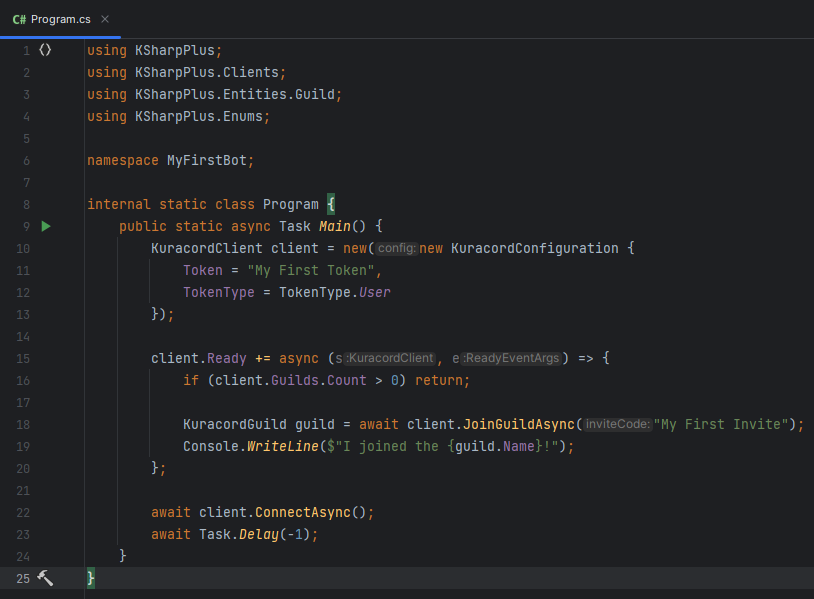 C# Program.cs ×
1 using KSharpPlus;
2 using KSharpPlus.Clients;
3 using KSharpPlus.Entities.Guild;
4 using KSharpPlus.Enums;
5
6 namespace MyFirstBot;
7
8 internal static class Program {
9 public static async Task Main() {
10 KuracordClient client = new( config: new KuracordConfiguration {
11 Token = "My First Token",
12 TokenType = TokenType.User
13 });
14
15 client.Ready += async (s :KuracordClient , e :ReadyEventArgs ) => {
16 if (client.Guilds.Count > 0) return;
17
18 KuracordGuild guild = await client.JoinGuildAsync( inviteCode: "My First Invite");
19 Console.WriteLine($"I joined the {guild.Name}!");
20 };
21
22 await client.ConnectAsync();
23 await Task.Delay(-1);
24 }
25 }